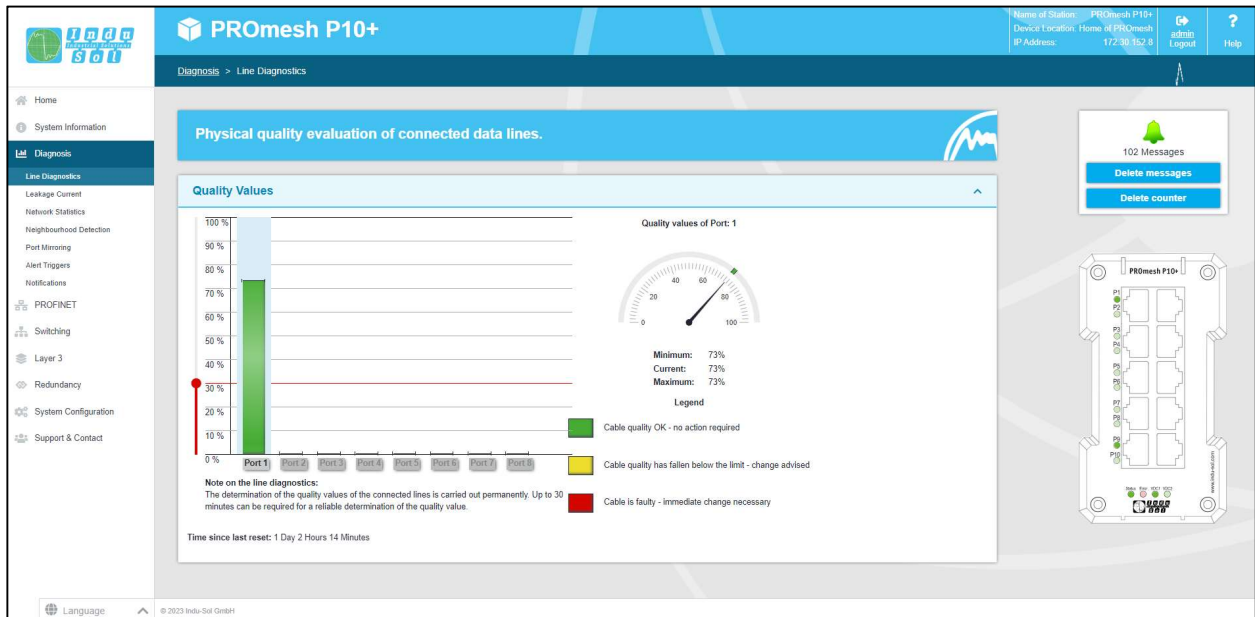 Indu
Industrial Solutions
Sol
PROmesh P10+
Name of Station: PROmesh P10+
Device Location: Home of PROmesh
IP Address: 172.30.152.8
admin
Logout
?
Help
Diagnosis > Line Diagnostics
Home
System Information
Diagnosis
Line Diagnostics
Leakage Current
Network Statistics
Neighbourhood Detection
Port Mirroring
Alert Triggers
Notifications
PROFINET
Switching
Layer 3
Redundancy
System Configuration
Support & Contact
Language
Physical quality evaluation of connected data lines.
Quality Values
100 %
90 %
80 %
70 %
60 %
50 %
40 %
30 %
20 %
10 %
0 %
Port 1 Port 2 Port 3 Port 4 Port 5 Port 6 Port 7 Port 8
Note on the line diagnostics:
The determination of the quality values of the connected lines is carried out permanently. Up to 30
minutes can be required for a reliable determination of the quality value.
Time since last reset: 1 Day 2 Hours 14 Minutes
Quality values of Port: 1
0 20 40 60 80 100
Minimum: 73%
Current: 73%
Maximum: 73%
Legend
Cable quality OK - no action required
Cable quality has fallen below the limit - change advised
Cable is faulty - immediate change necessary
102 Messages
Delete messages
Delete counter
PROmesh P10+
P1
P2
P3
P4
P5
P6
P7
P8
P9
P10
www.indu-sol.com
Indu
Sol
© 2023 Indu-Sol GmbH